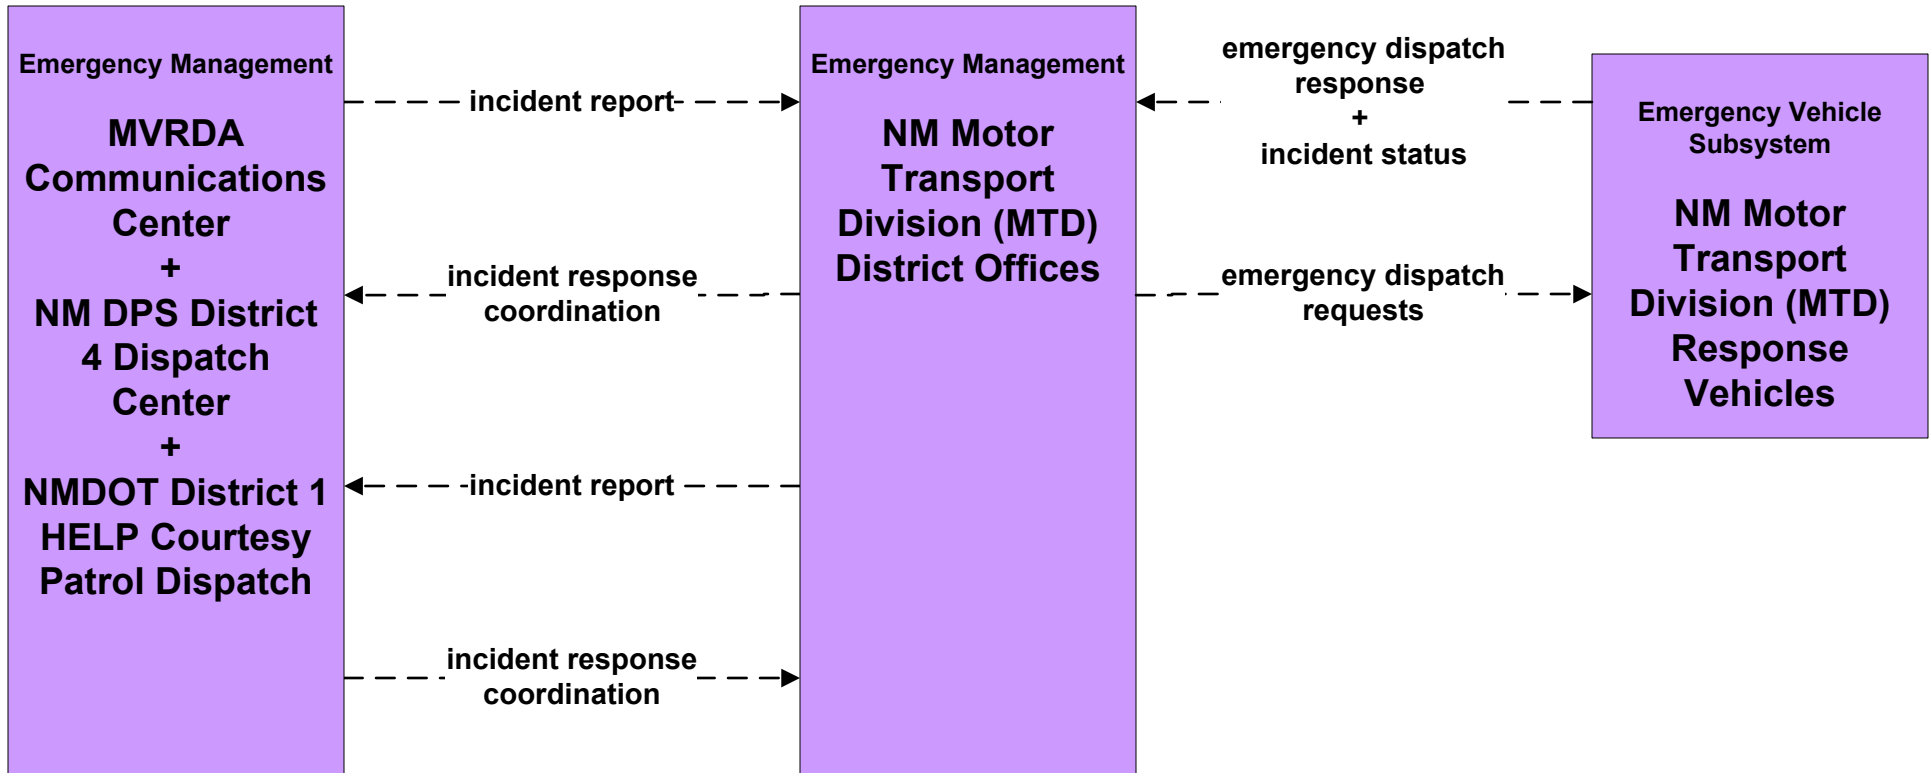 Emergency Management
MVRDA
Communications
Center
+
NM DPS District
4 Dispatch
Center
+
NMDOT District 1
HELP Courtesy
Patrol Dispatch
incident report
incident response
coordination
incident report
incident response
coordination
Emergency Management
NM Motor
Transport
Division (MTD)
District Offices
emergency dispatch
response
+
incident status
emergency dispatch
requests
Emergency Vehicle
Subsystem
NM Motor
Transport
Division (MTD)
Response
Vehicles